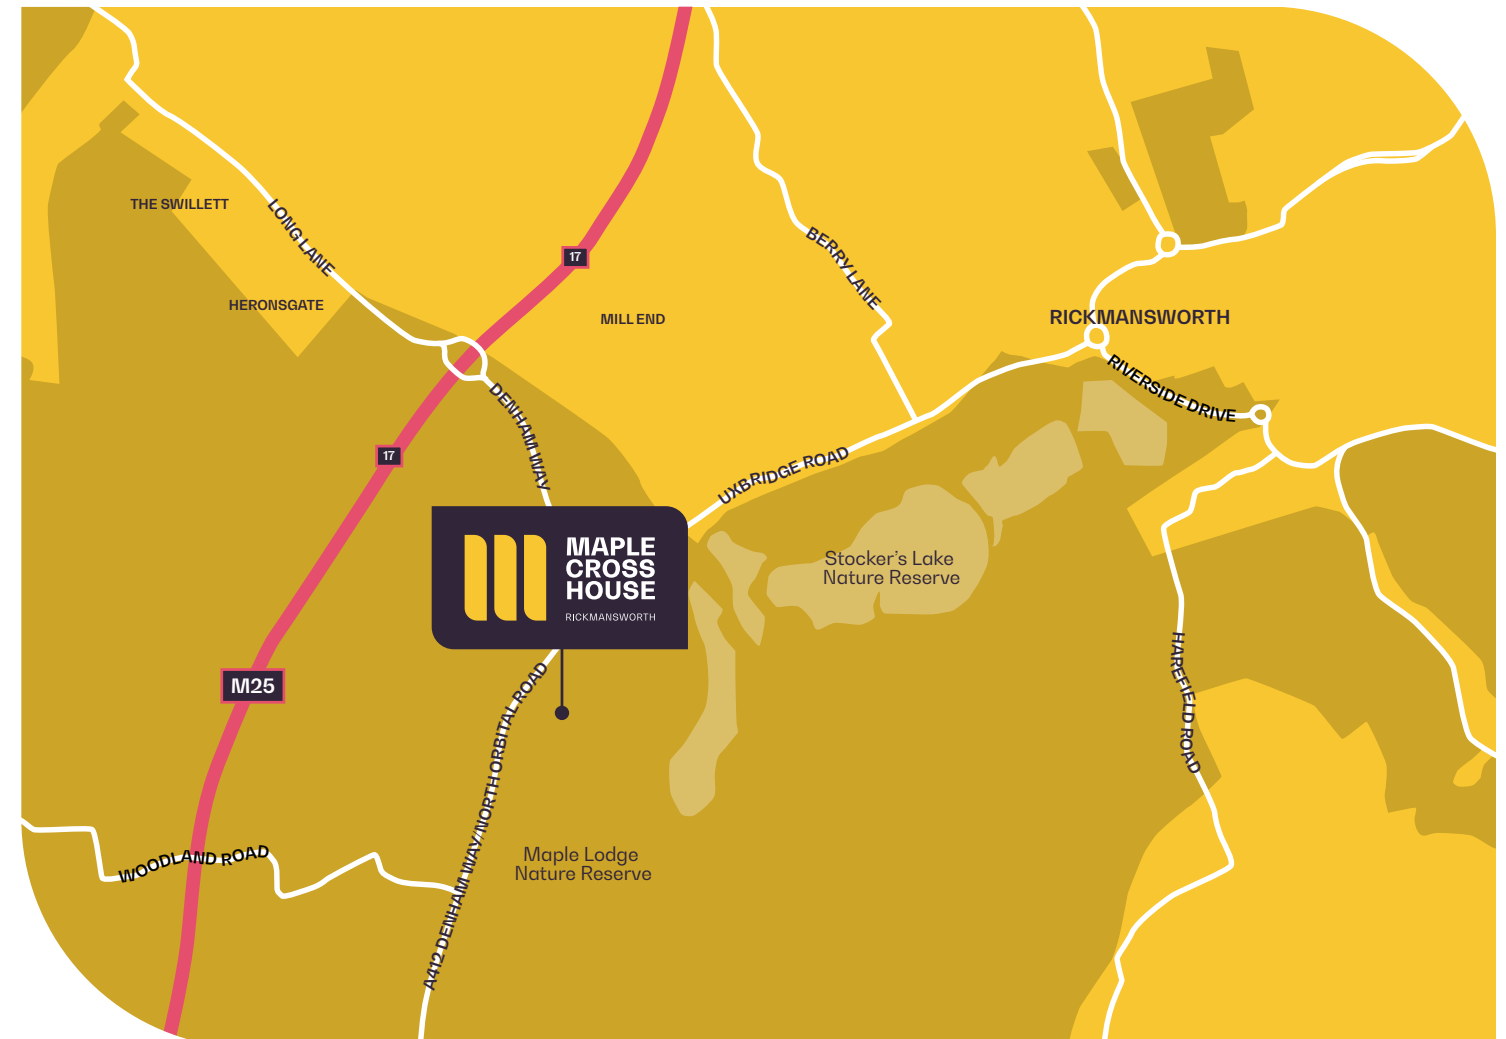 THE SWILLETT
LONG LANE
17
BERRY LANE
HERONSGATE
MILL END
RICKMANSWORTH
RIVERSIDE DRIVE
DENHAM WAY
17
UXBRIDGE ROAD
MAPLE
CROSS
HOUSE
RICKMANSWORTH
Stocker's Lake
Nature Reserve
M25
HAREFIELD ROAD
A412 DENHAM WAY/NORTH ORBITAL ROAD
WOODLAND ROAD
Maple Lodge
Nature Reserve